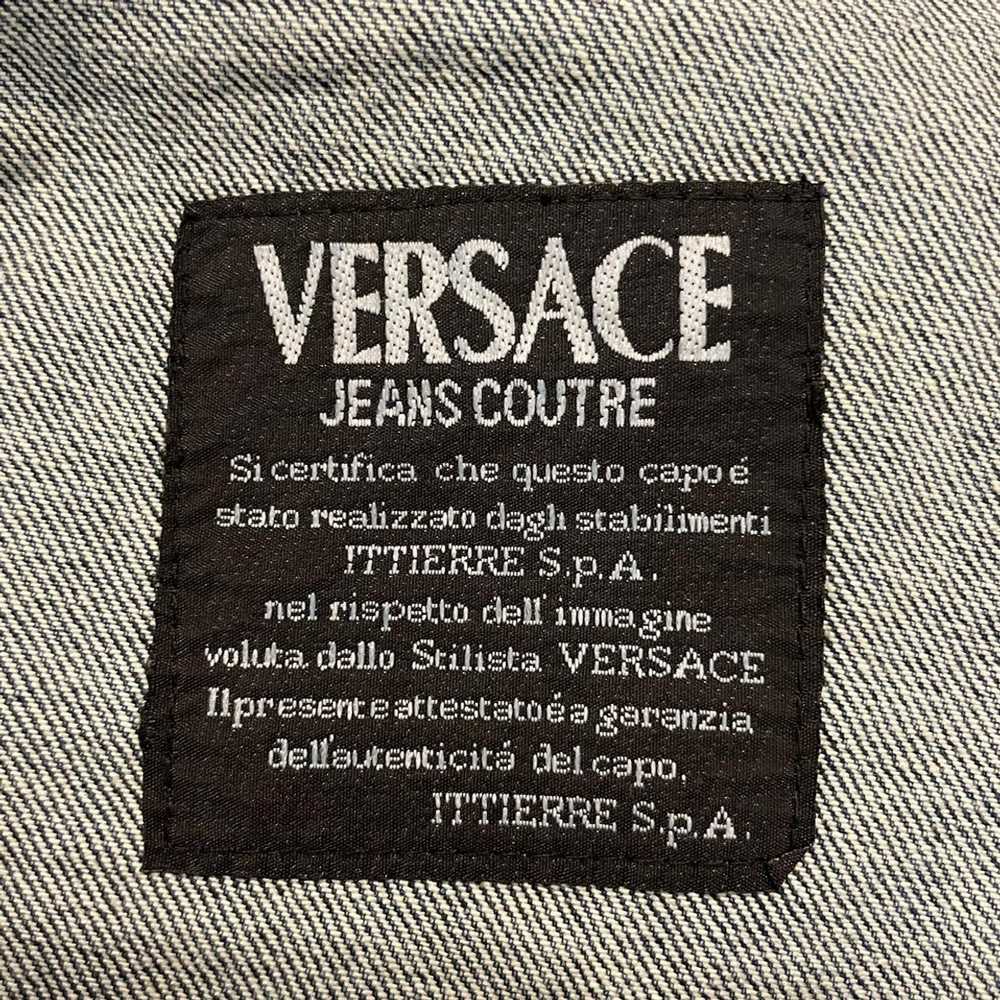 VERSACE
JEANS COUTRE
Si certifica che questo capo é
stato realizzato dagli stabilimenti
ITTIERRE S.p.A.
nel rispetto dell'immagine
voluta dallo Stilista VERSACE
Il presente attestato é a garanzia
dell'autenticitá del capo.
ITTIERRE S.p.A.